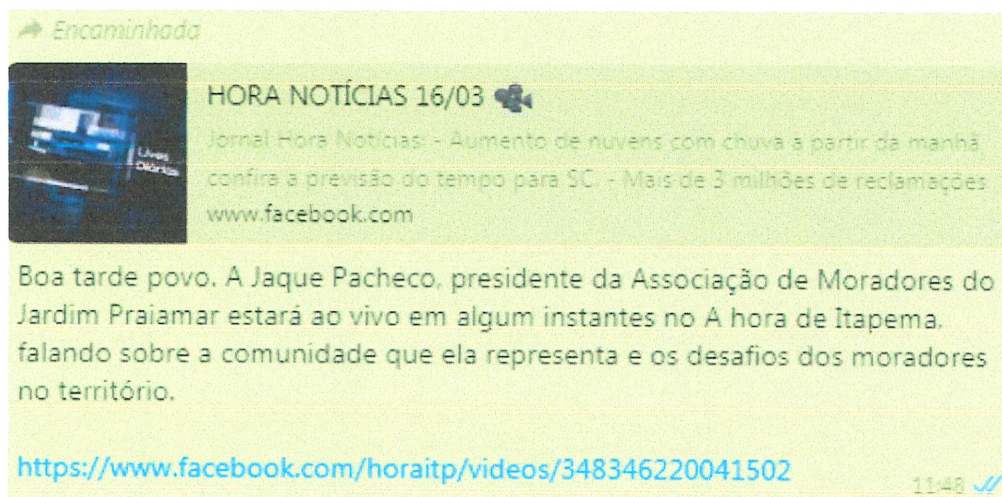 Encaminhada
HORA NOTÍCIAS 16/03
Jornal Hora Notícias: - Aumento de nuvens com chuva a partir da manhã,
confira a previsão do tempo para SC. - Mais de 3 milhões de reclamações
www.facebook.com
Lives
Diárias
Boa tarde povo. A Jaque Pacheco, presidente da Associação de Moradores do
Jardim Praiamar estará ao vivo em algum instantes no A hora de Itapema,
falando sobre a comunidade que ela representa e os desafios dos moradores
no território.
https://www.facebook.com/horaitp/videos/348346220041502
11:48